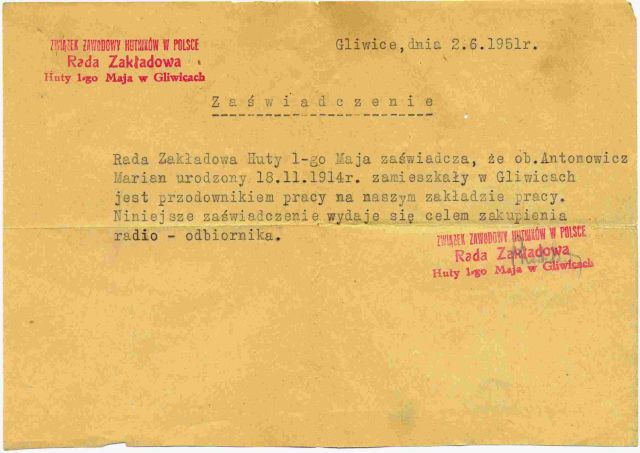 ZWIĄZEK ZAWODOWY HUTNIKÓW W POLSCE
Rada Zakładowa
Huty 1-go Maja w Gliwicach
Gliwice, dnia 2.6.1951r.
Zaświadczenie
Rada Zakładowa Huty 1-go Maja zaświadcza, że ob.Antonowicz
Marian urodzony 18.11.1914r. zamieszkały w Gliwicach
jest przodownikiem pracy na naszym zakładzie pracy.
Niniejsze zaświadczenie wydaje się celem zakupienia
radio - odbiornika.
ZWIĄZEK ZAWODOWY HUTNIKÓW W POLSCE
Rada Zakładowa
Huty 1-go Maja w Gliwicach